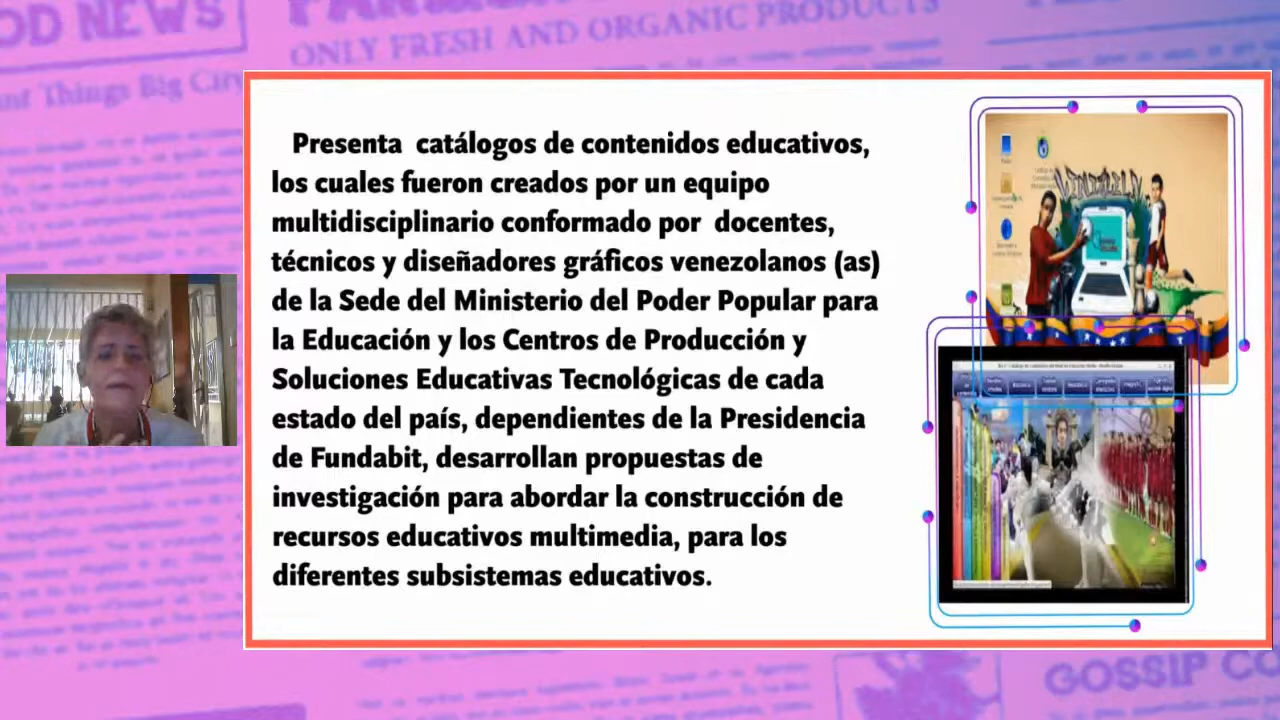 OD NEWS
ONLY FRESH AND ORGANIC PRODUCTS
Things Big City
Presenta catálogos de contenidos educativos,
los cuales fueron creados por un equipo
multidisciplinario conformado por docentes,
técnicos y diseñadores gráficos venezolanos (as)
de la Sede del Ministerio del Poder Popular para
la Educación y los Centros de Producción y
Soluciones Educativas Tecnológicas de cada
estado del país, dependientes de la Presidencia
de Fundabit, desarrollan propuestas de
investigación para abordar la construcción de
recursos educativos multimedia, para los
diferentes subsistemas educativos.
GOSSIP CO